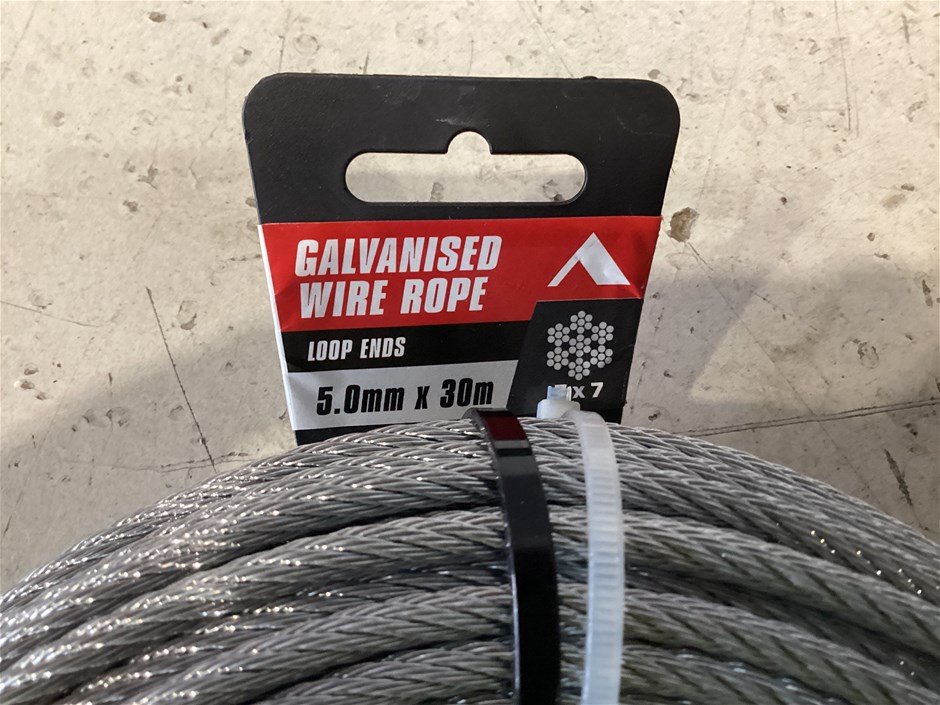 GALVANISED
WIRE ROPE
LOOP ENDS
5.0mm x 30m
x 7